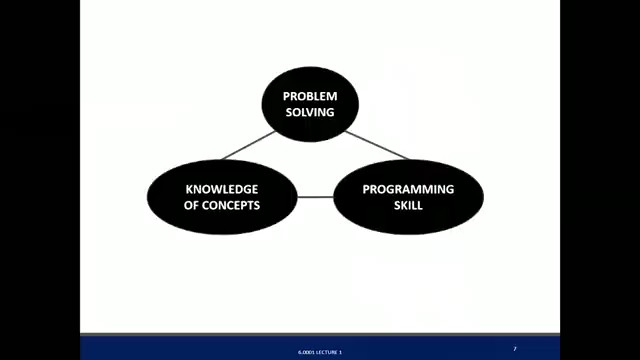 PROBLEM
SOLVING
KNOWLEDGE
OF CONCEPTS
PROGRAMMING
SKILL
6.0001 LECTURE 1
7